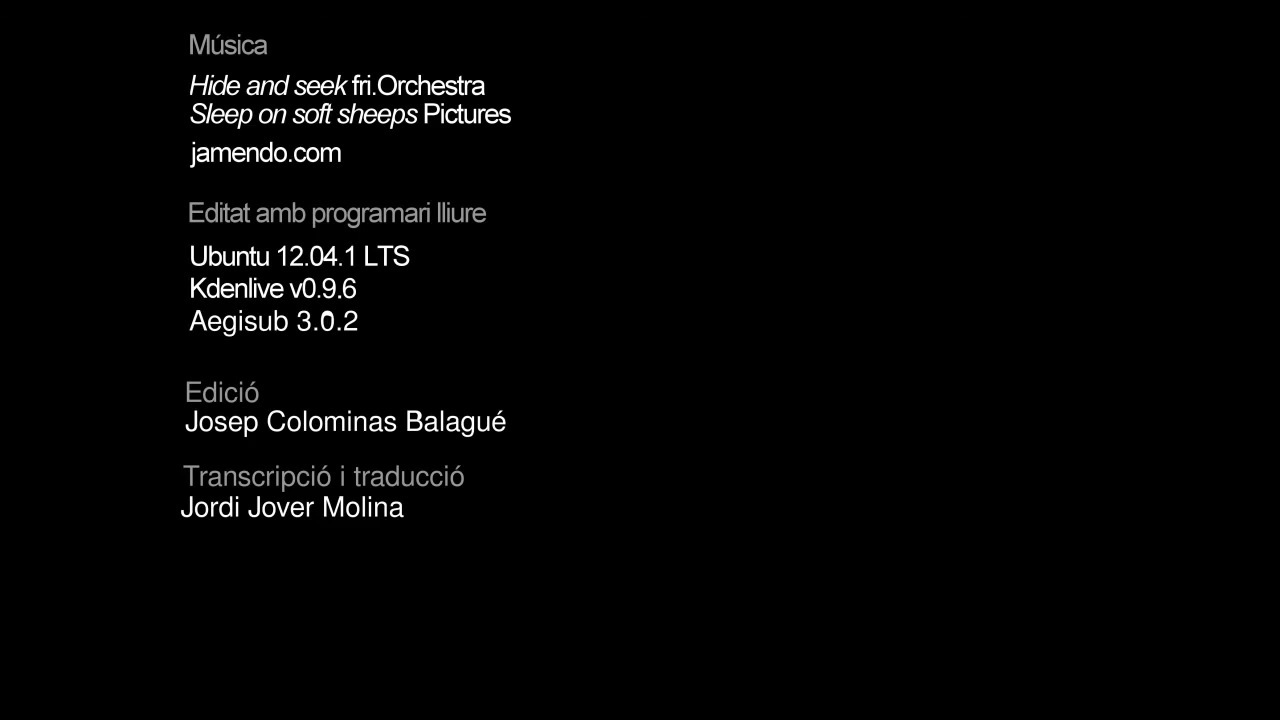 Música
Hide and seek fri.Orchestra
Sleep on soft sheeps Pictures
jamendo.com
Editat amb programari lliure
Ubuntu 12.04.1 LTS
Kdenlive v0.9.6
Aegisub 3.0.2
Edició
Josep Colominas Balagué
Transcripció i traducció
Jordi Jover Molina